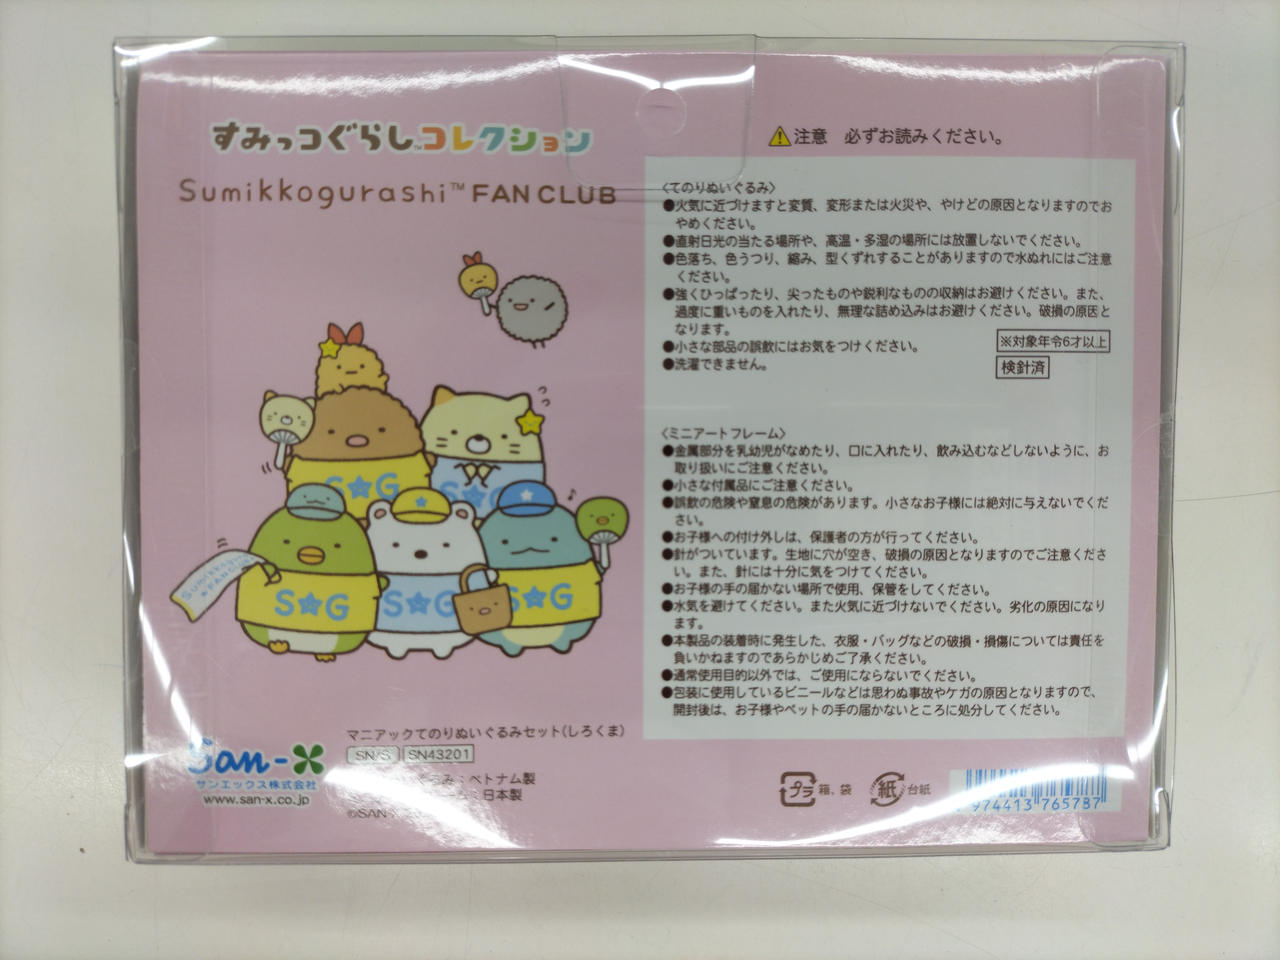 すみっコぐらし™コレクション
Sumikkogurashi™ FAN CLUB
S★G
S★G
S★G
S★G
S★G
Sumikkogurashi
★FANCLUB
マニアックてのりぬいぐるみセット(しろくま)
SN/S SN43201
San-X
サンエックス株式会社
www.san-x.co.jp
ぐるみ:ベトナム製
:日本製
©SAN-X
注意 必ずお読みください。
〈てのりぬいぐるみ〉
●火気に近づけますと変質、変形または火災や、やけどの原因となりますのでお
やめください。
●直射日光の当たる場所や、高温・多湿の場所には放置しないでください。
●色落ち、色うつり、縮み、型くずれすることがありますので水ぬれにはご注意
ください。
●強くひっぱったり、尖ったものや鋭利なものの収納はお避けください。また、
過度に重いものを入れたり、無理な詰め込みはお避けください。破損の原因と
なります。
●小さな部品の誤飲にはお気をつけください。
●洗濯できません。
※対象年令6才以上
検針済
〈ミニアートフレーム〉
●金属部分を乳幼児がなめたり、口に入れたり、飲み込むなどしないように、お
取り扱いにご注意ください。
●小さな付属品にご注意ください。
●誤飲の危険や窒息の危険があります。小さなお子様には絶対に与えないでくだ
さい。
●お子様への付け外しは、保護者の方が行ってください。
●針がついています。生地に穴が空き、破損の原因となりますのでご注意くださ
い。また、針には十分に気をつけてください。
●お子様の手の届かない場所で使用、保管をしてください。
●水気を避けてください。また火気に近づけないでください。劣化の原因になり
ます。
●本製品の装着時に発生した、衣服・バッグなどの破損・損傷については責任を
負いかねますのであらかじめご了承ください。
●通常使用目的以外では、ご使用にならないでください。
●包装に使用しているビニールなどは思わぬ事故やケガの原因となりますので、
開封後は、お子様やペットの手の届かないところに処分してください。
プラ 箱、袋 紙 台紙
974413 765787